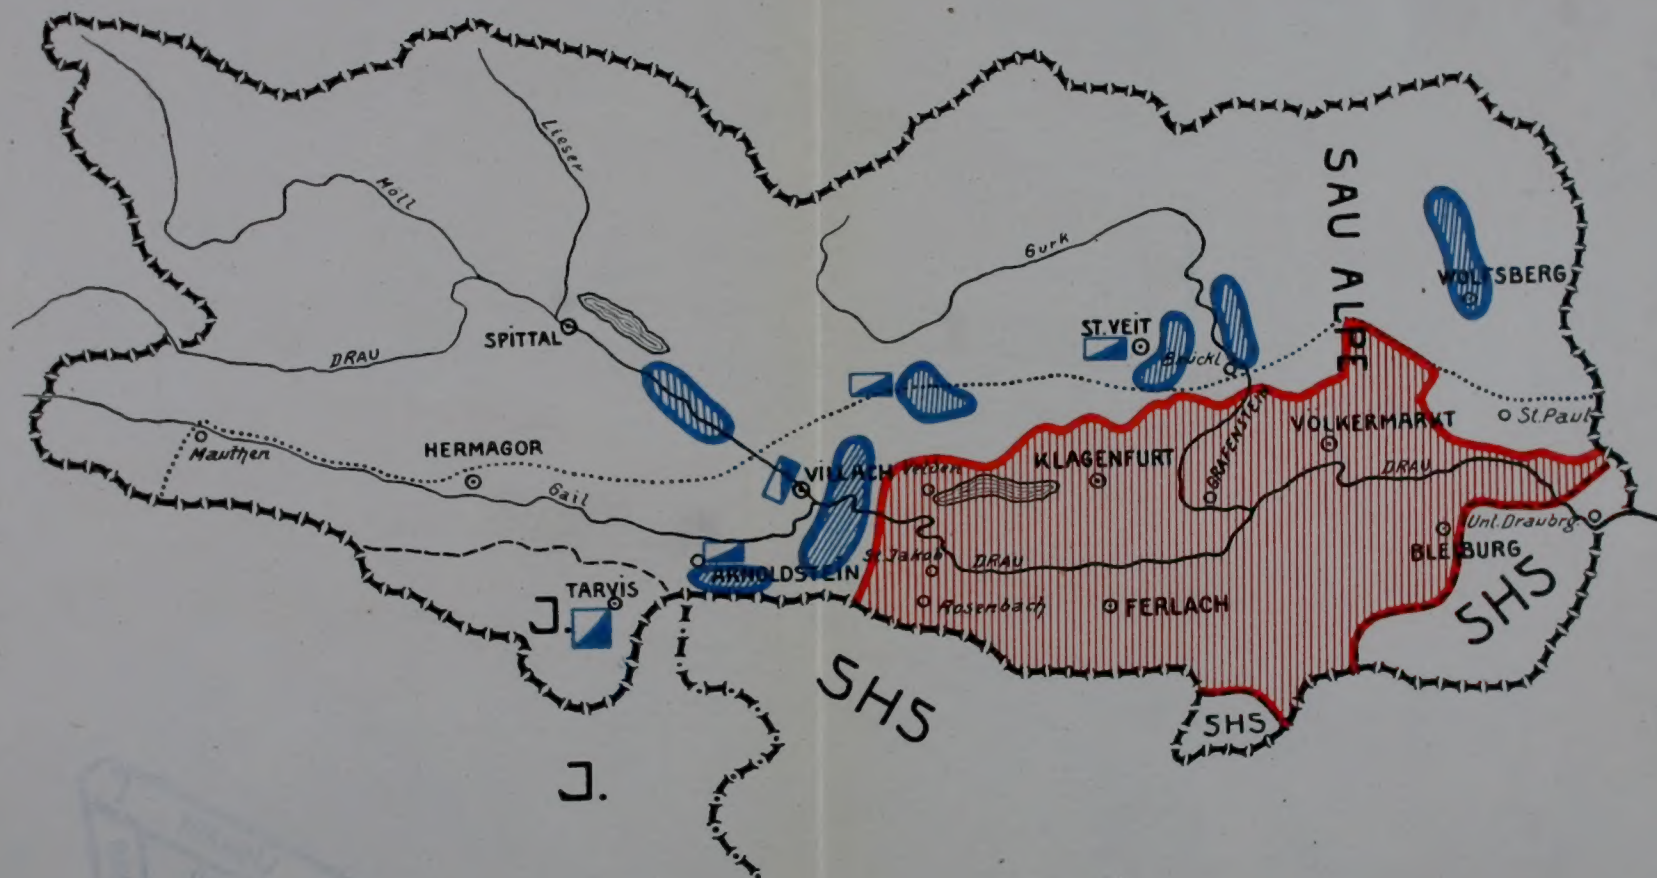 Lieser
Möll
SAU ALPE
Gurk
WOLFSBERG
ST. VEIT
SPITTAL
DRAU
Brückl
St. Paul
VÖLKERMARKT
GRAFENSTEIN
HERMAGOR
Mauthen
KLAGENFURT
VILLACH
Velden
DRAU
Gail
Unt. Draubrg.
BLEIBURG
St. Jakob
DRAU
ARNOLDSTEIN
TARVIS
Rosenbach
FERLACH
SHS
J.
SHS
SHS
J.